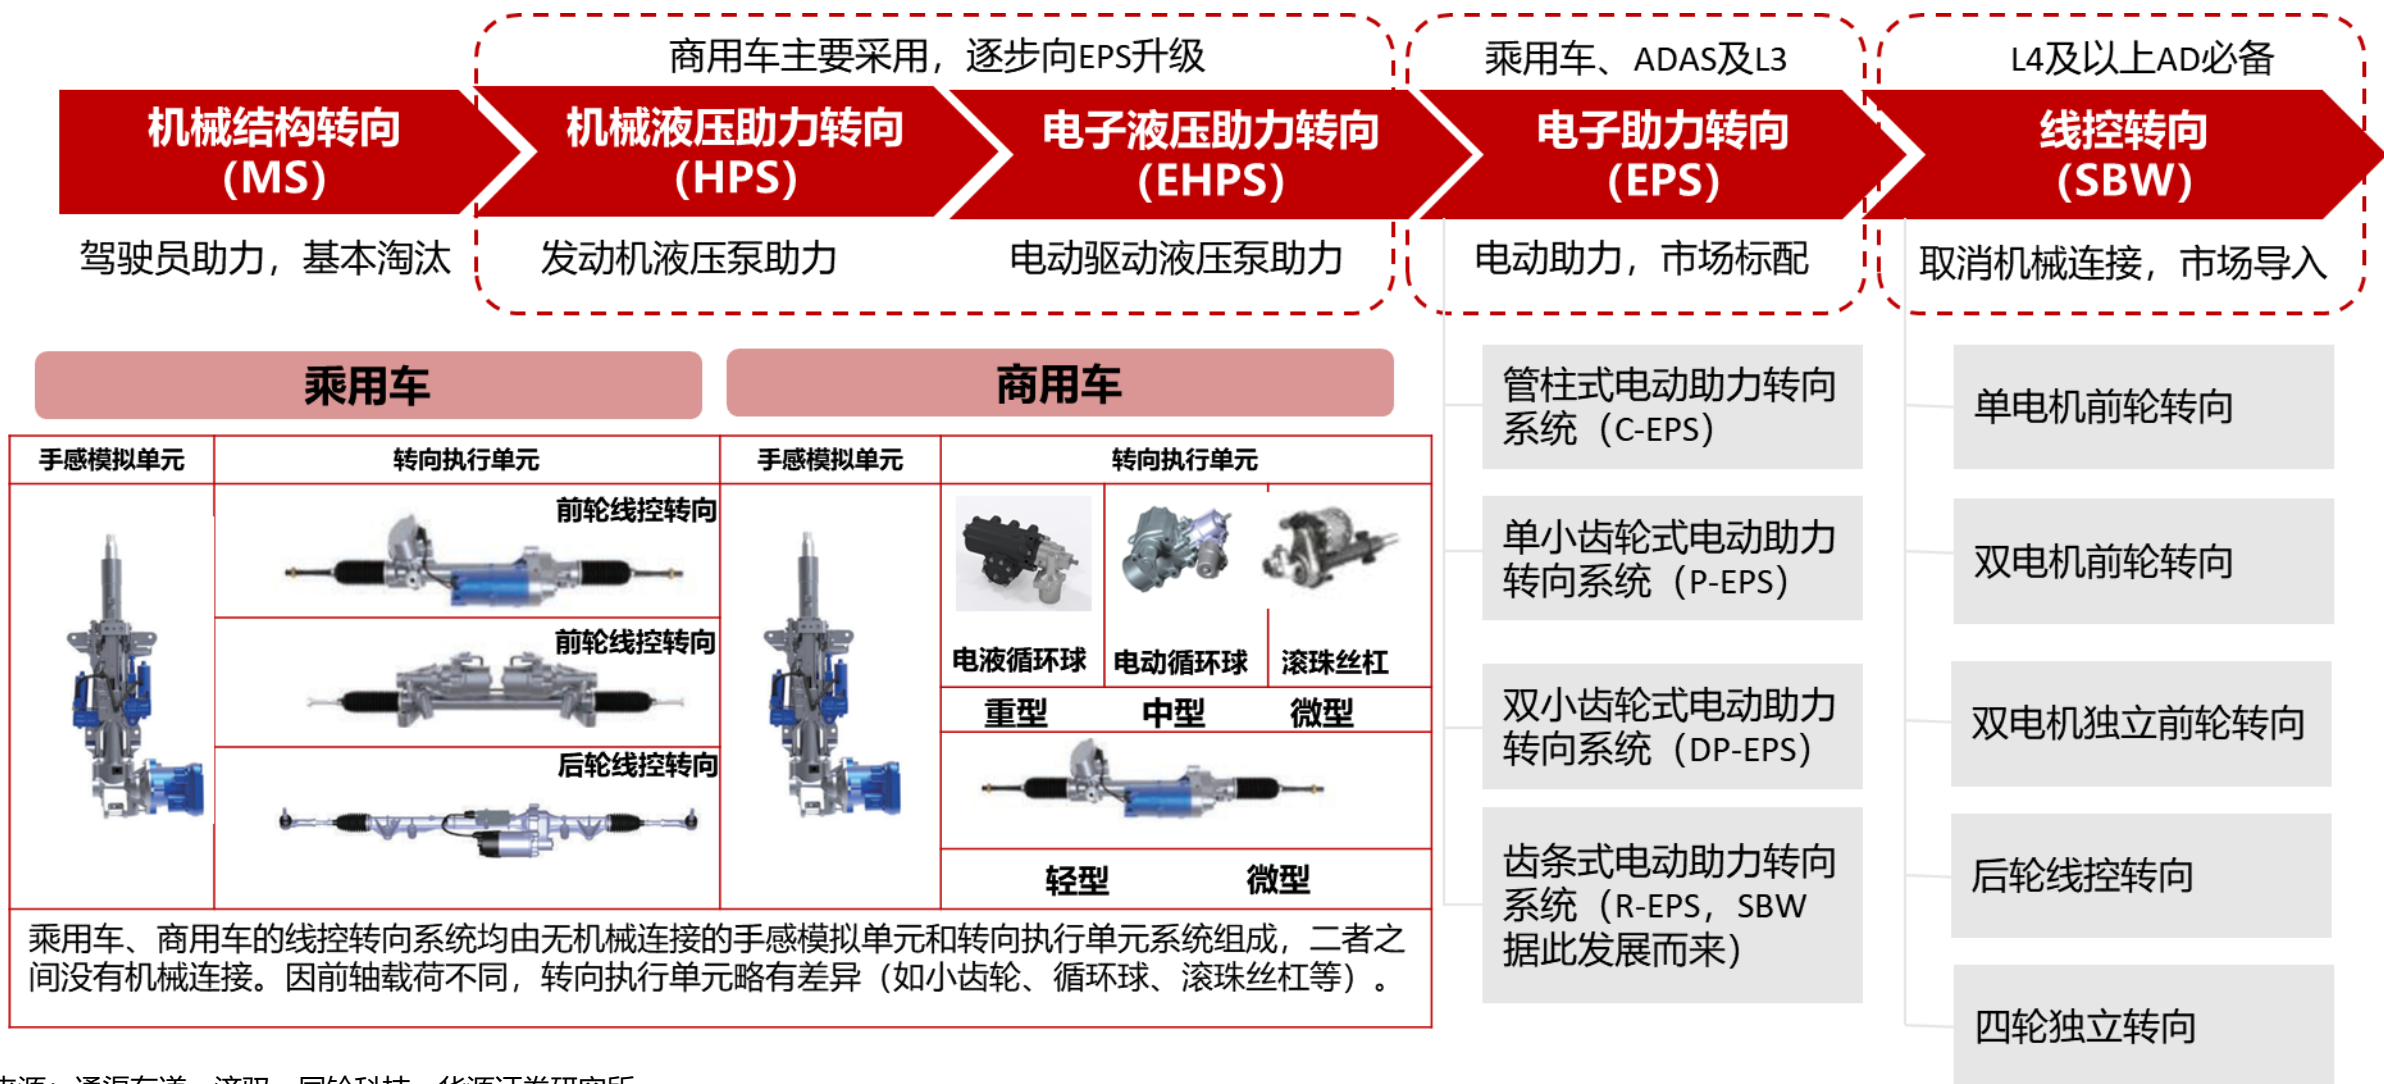 商用车主要采用，逐步向EPS升级
乘用车、ADAS及L3
L4及以上AD必备
机械结构转向
（MS）
机械液压助力转向
（HPS）
电子液压助力转向
（EHPS）
电子助力转向
（EPS）
线控转向
（SBW）
驾驶员助力，基本淘汰
发动机液压泵助力
电动驱动液压泵助力
电动助力，市场标配
取消机械连接，市场导入
乘用车
商用车
手感模拟单元
转向执行单元
手感模拟单元
转向执行单元
前轮线控转向
前轮线控转向
后轮线控转向
电液循环球
电动循环球
滚珠丝杠
重型
中型
微型
轻型
微型
乘用车、商用车的线控转向系统均由无机械连接的手感模拟单元和转向执行单元系统组成，二者之
间没有机械连接。因前轴载荷不同，转向执行单元略有差异（如小齿轮、循环球、滚珠丝杠等）。
管柱式电动助力转向
系统（C-EPS）
单小齿轮式电动助力
转向系统（P-EPS）
双小齿轮式电动助力
转向系统（DP-EPS）
齿条式电动助力转向
系统（R-EPS，SBW
据此发展而来）
单电机前轮转向
双电机前轮转向
双电机独立前轮转向
后轮线控转向
四轮独立转向